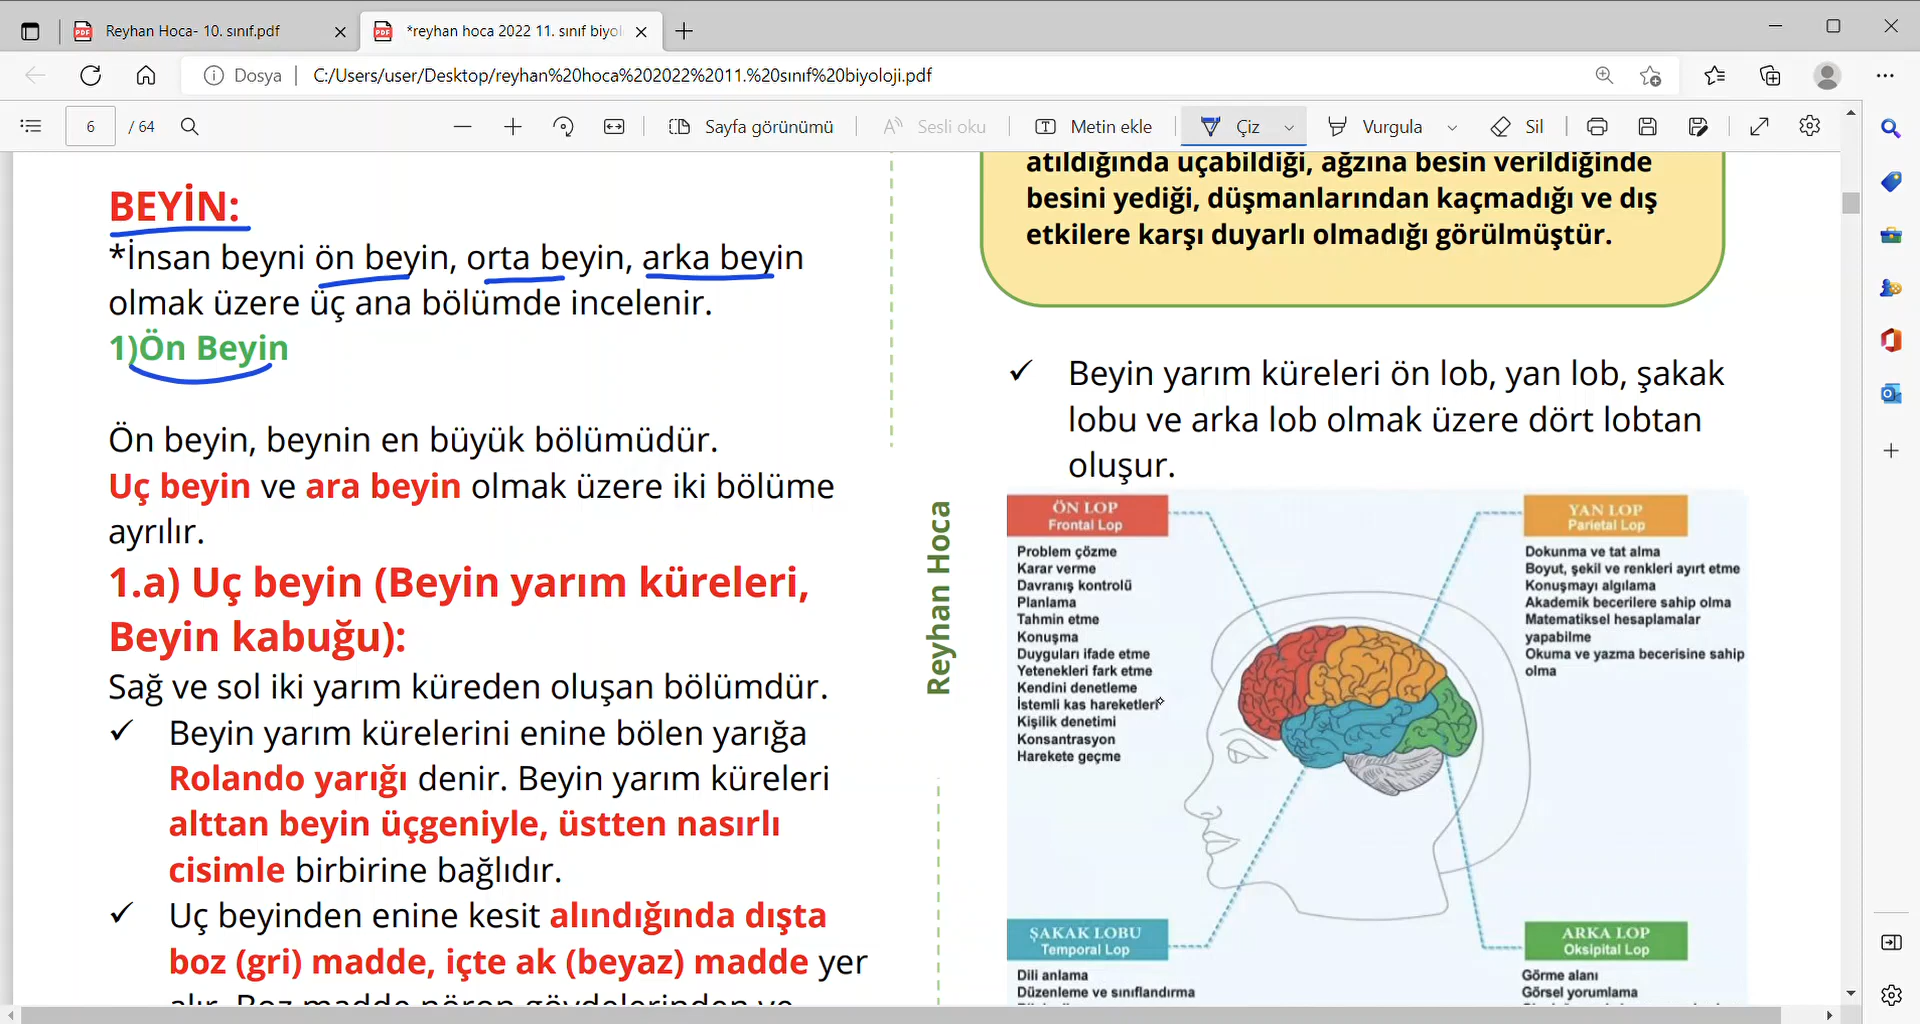 Reyhan Hoca- 10. sınıf.pdf
*reyhan hoca 2022 11. sınıf biyol
Dosya
C:/Users/user/Desktop/reyhan%20hoca%202022%2011.%20sınıf%20biyoloji.pdf
6 / 64
Sayfa görünümü
Sesli oku
Metin ekle
Çiz
Vurgula
Sil
BEYİN:
*İnsan beyni ön beyin, orta beyin, arka beyin
olmak üzere üç ana bölümde incelenir.
1)Ön Beyin
Ön beyin, beynin en büyük bölümüdür.
Uç beyin ve ara beyin olmak üzere iki bölüme
ayrılır.
1.a) Uç beyin (Beyin yarım küreleri,
Beyin kabuğu):
Sağ ve sol iki yarım küreden oluşan bölümdür.
✓ Beyin yarım kürelerini enine bölen yarığa
Rolando yarığı denir. Beyin yarım küreleri
alttan beyin üçgeniyle, üstten nasırlı
cisimle birbirine bağlıdır.
✓ Uç beyinden enine kesit alındığında dışta
boz (gri) madde, içte ak (beyaz) madde yer
alır. Boz madde nöron gövdelerinden ve
Reyhan Hoca
atıldığında uçabildiği, ağzına besin verildiğinde
besini yediği, düşmanlarından kaçmadığı ve dış
etkilere karşı duyarlı olmadığı görülmüştür.
✓ Beyin yarım küreleri ön lob, yan lob, şakak
lobu ve arka lob olmak üzere dört lobtan
oluşur.
ÖN LOP
Frontal Lop
Problem çözme
Karar verme
Davranış kontrolü
Planlama
Tahmin etme
Konuşma
Duyguları ifade etme
Yetenekleri fark etme
Kendini denetleme
İstemli kas hareketleri
Kişilik denetimi
Konsantrasyon
Harekete geçme
YAN LOP
Parietal Lop
Dokunma ve tat alma
Boyut, şekil ve renkleri ayırt etme
Konuşmayı algılama
Akademik becerilere sahip olma
Matematiksel hesaplamalar
yapabilme
Okuma ve yazma becerisine sahip
olma
ŞAKAK LOBU
Temporal Lop
Dili anlama
Düzenleme ve sınıflandırma
ARKA LOP
Oksipital Lop
Görme alanı
Görsel yorumlama